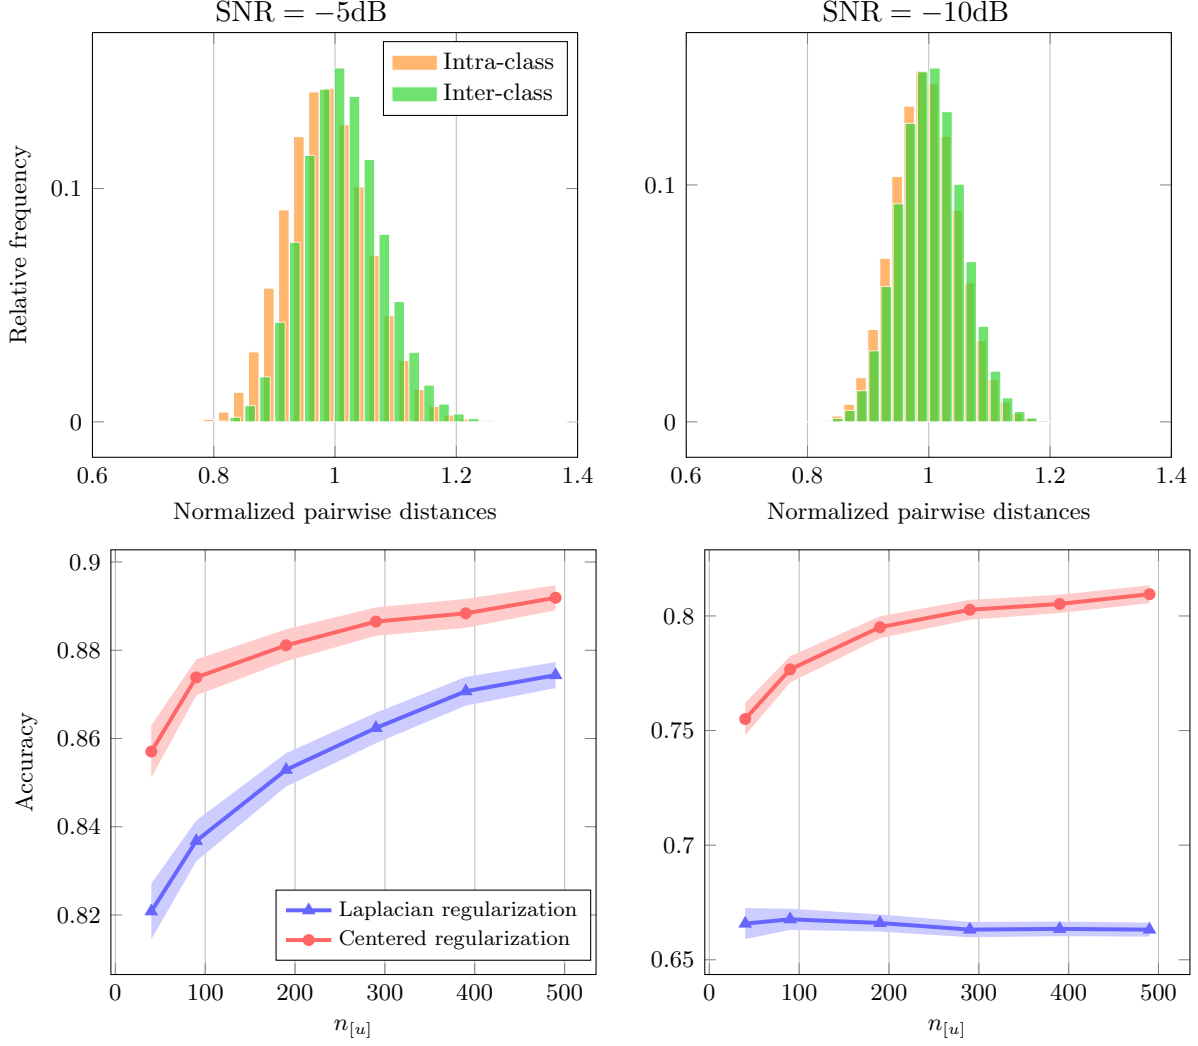 SNR = −5dB
SNR = −10dB
Intra-class
Inter-class
Relative frequency
0.1
0
0.6
0.8
1
1.2
1.4
Normalized pairwise distances
0.1
0
0.6
0.8
1
1.2
1.4
Normalized pairwise distances
Accuracy
0.9
0.88
0.86
0.84
0.82
Laplacian regularization
Centered regularization
0
100
200
300
400
500
n[u]
0.8
0.75
0.7
0.65
0
100
200
300
400
500
n[u]